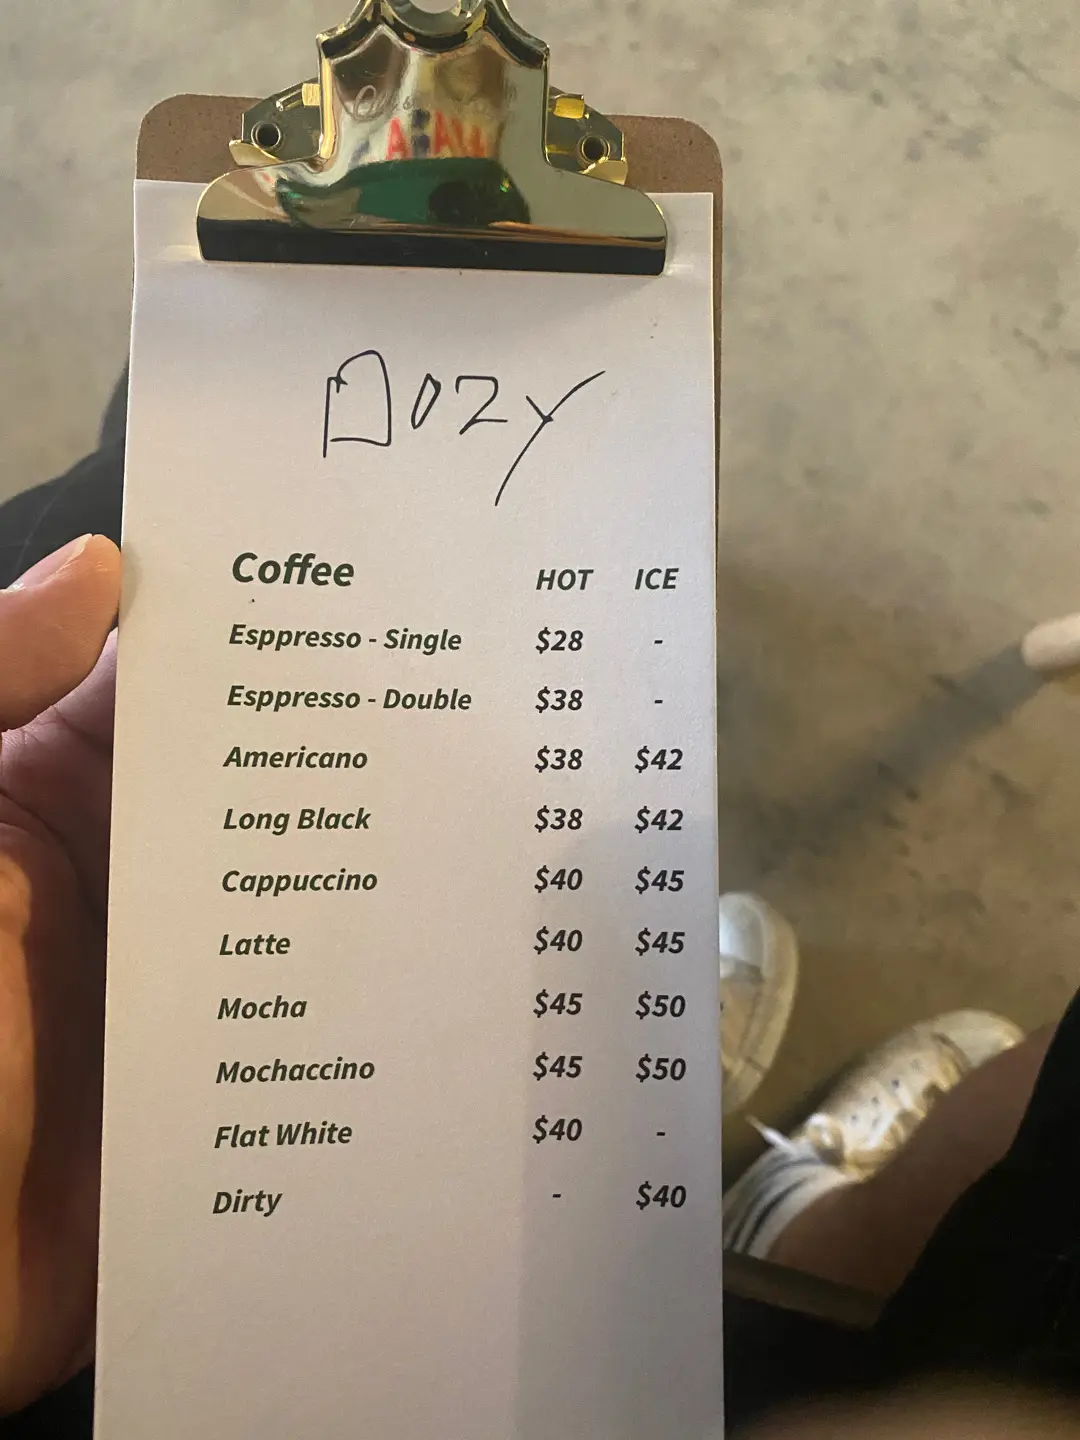 DOZY
Coffee HOT ICE
Esppresso - Single $28 -
Esppresso - Double $38 -
Americano $38 $42
Long Black $38 $42
Cappuccino $40 $45
Latte $40 $45
Mocha $45 $50
Mochaccino $45 $50
Flat White $40 -
Dirty - $40